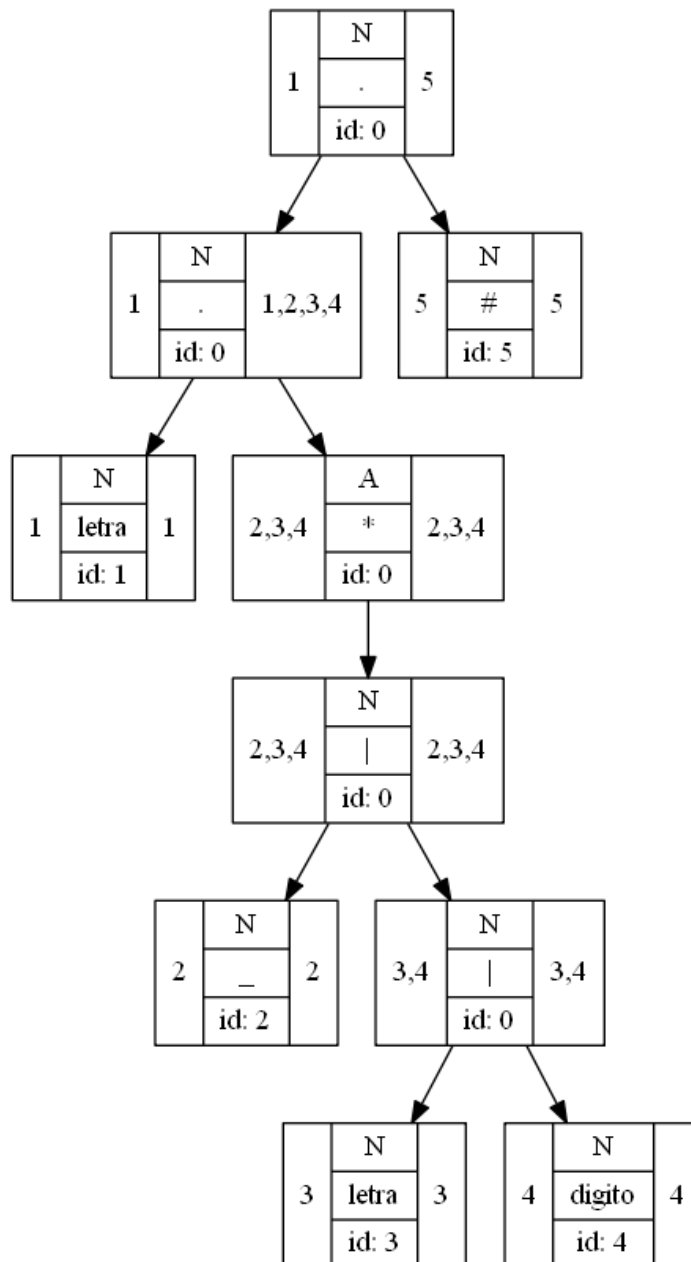 N
1 . 5
id: 0
N
1 . 1,2,3,4
id: 0
N
5 # 5
id: 5
N
1 letra 1
id: 1
A
2,3,4 * 2,3,4
id: 0
N
2,3,4 | 2,3,4
id: 0
N
2 _ 2
id: 2
N
3,4 | 3,4
id: 0
N
3 letra 3
id: 3
N
4 digito 4
id: 4